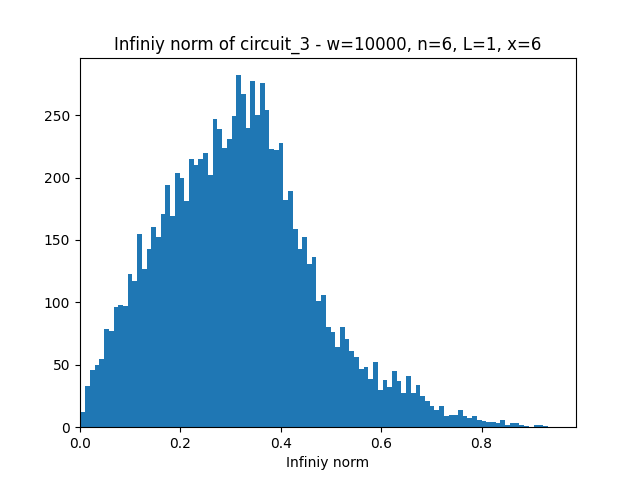 Infiniy norm of circuit_3 - w=10000, n=6, L=1, x=6
250
200
150
100
50
0
0.0 0.2 0.4 0.6 0.8
Infiniy norm